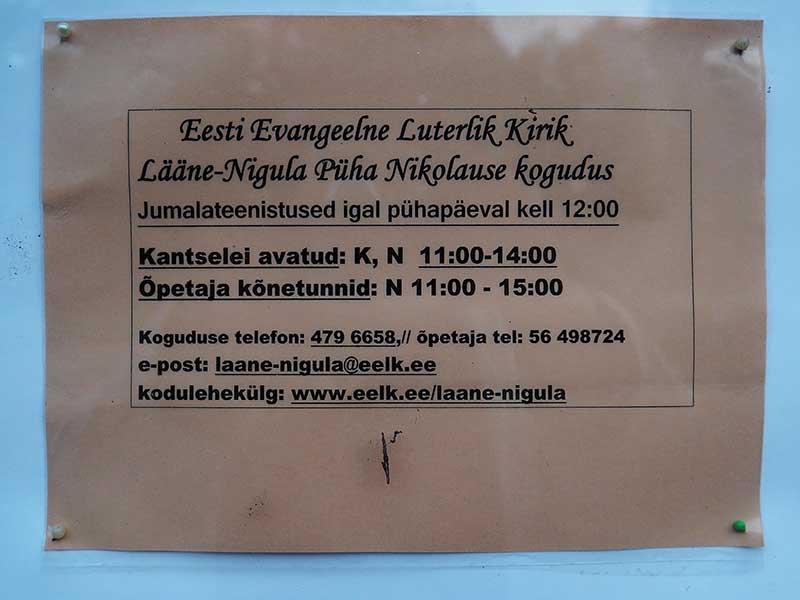 Eesti Evangeelne Luterlik Kirik
Lääne-Nigula Püha Nikolause kogudus
Jumalateenistused igal pühapäeval kell 12:00
Kantselei avatud: K, N 11:00-14:00
Õpetaja kõnetunnid: N 11:00 - 15:00
Koguduse telefon: 479 6658,// õpetaja tel: 56 498724
e-post: laane-nigula@eelk.ee
kodulehekülg: www.eelk.ee/laane-nigula